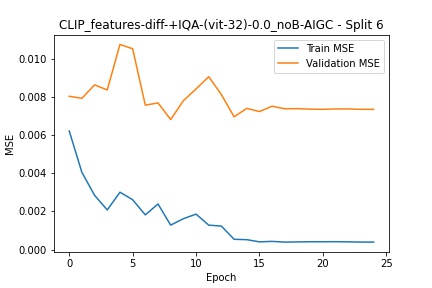 CLIP_features-diff-+IQA-(vit-32)-0.0_noB-AIGC - Split 6
Train MSE
Validation MSE
0.010
0.008
0.006
0.004
0.002
0.000
MSE
0 5 10 15 20 25
Epoch